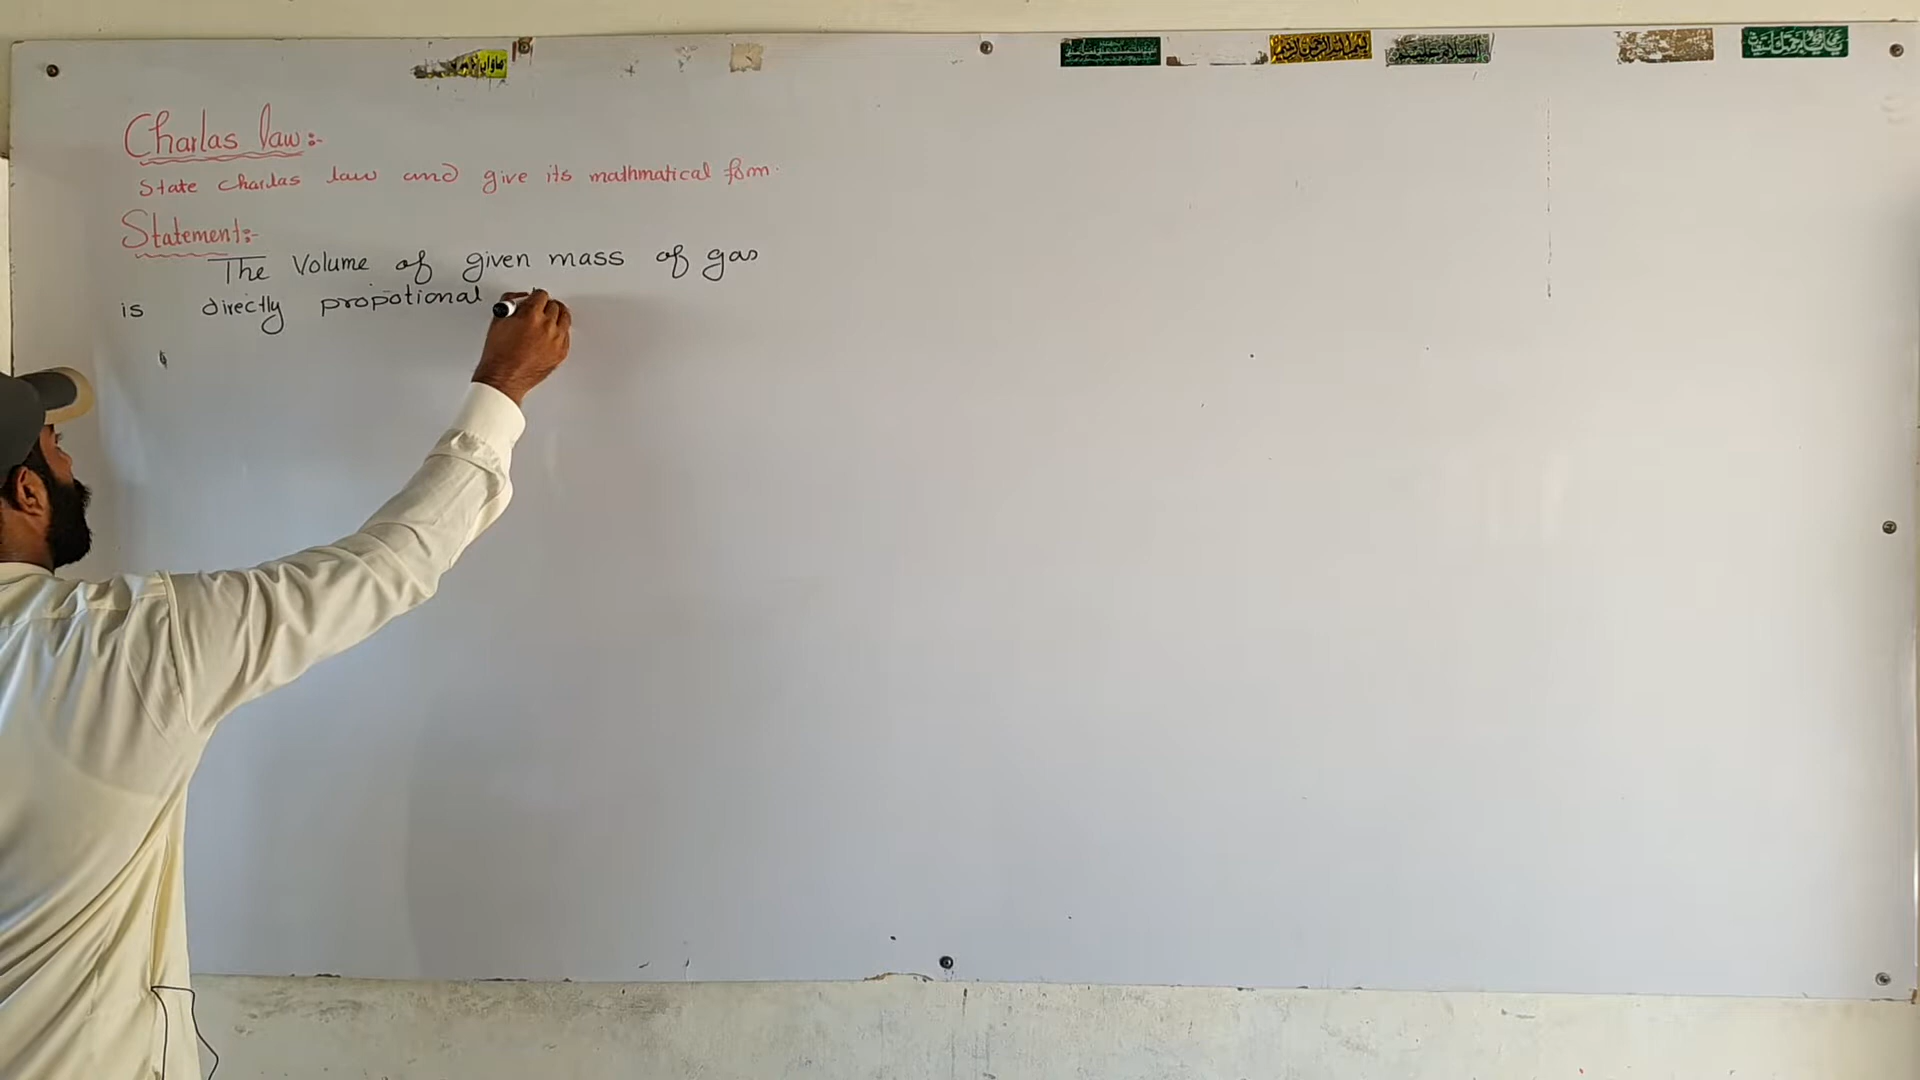 Charlas law:-
State charlas law and give its mathmatical form.
Statement:-
The Volume of given mass of gas
is directly propotional